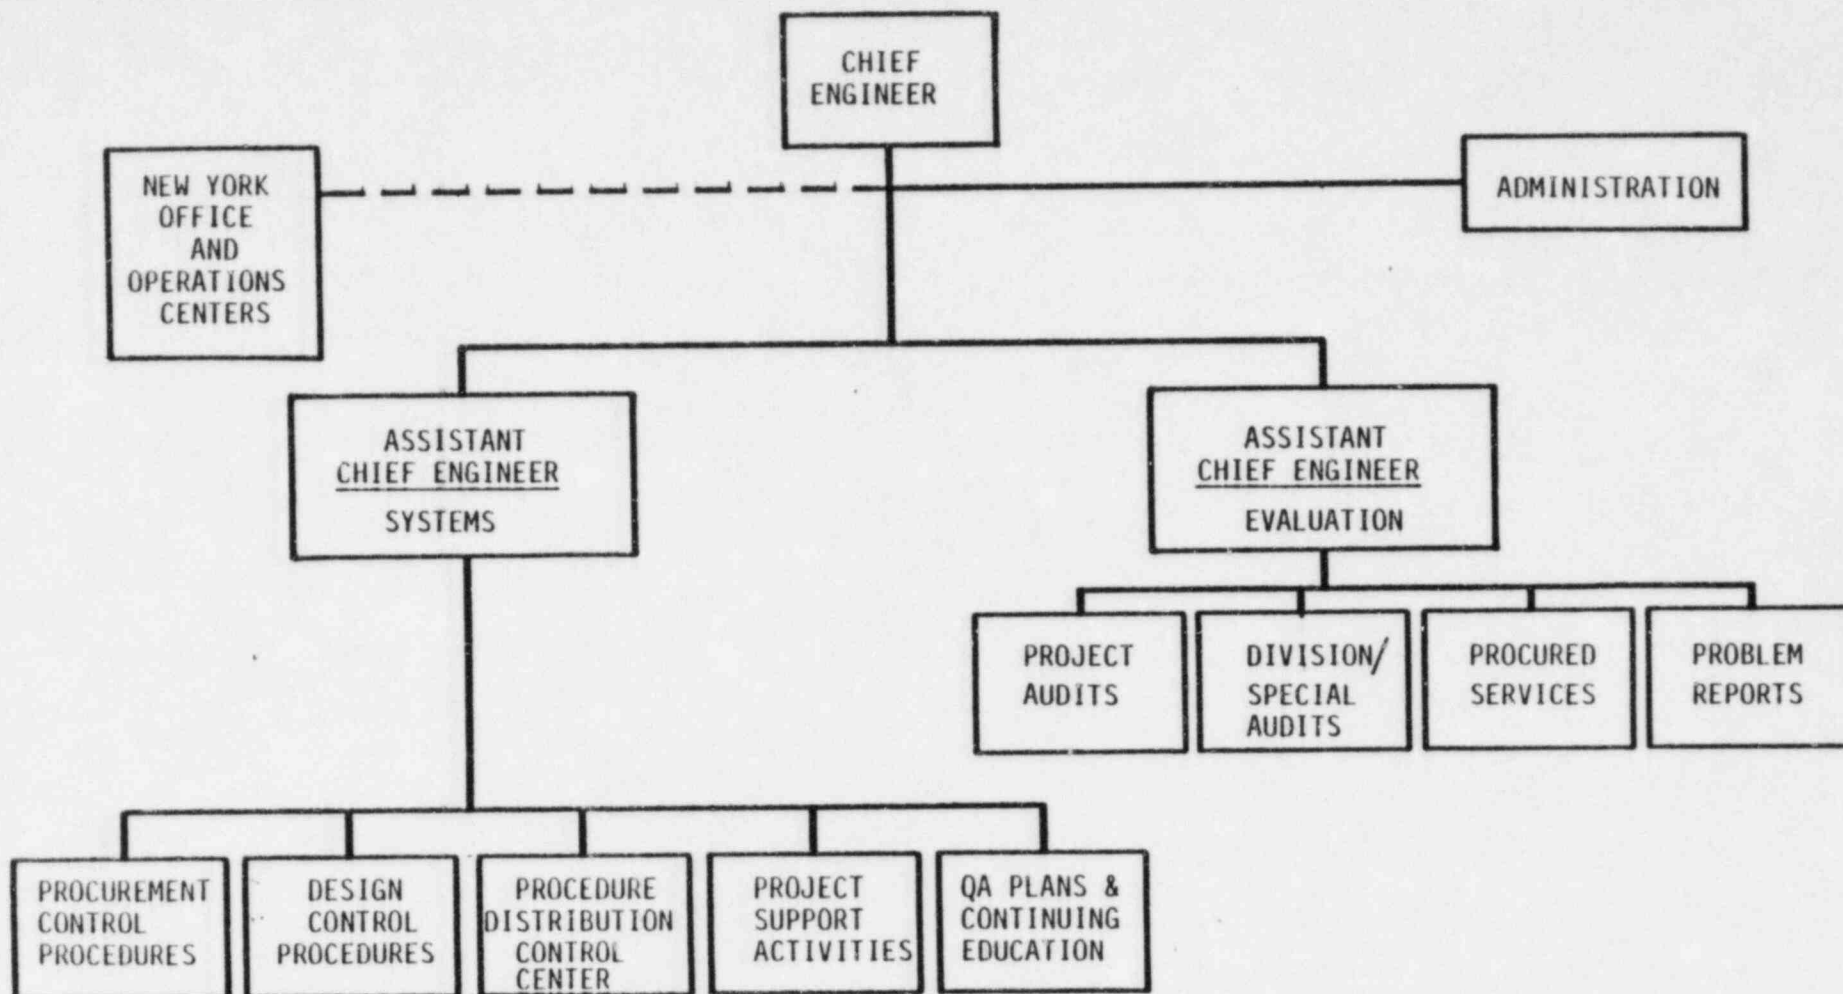 CHIEF
ENGINEER
NEW YORK
OFFICE
AND
OPERATIONS
CENTERS
ADMINISTRATION
ASSISTANT
CHIEF ENGINEER
SYSTEMS
ASSISTANT
CHIEF ENGINEER
EVALUATION
PROJECT
AUDITS
DIVISION/
SPECIAL
AUDITS
PROCURED
SERVICES
PROBLEM
REPORTS
PROCUREMENT
CONTROL
PROCEDURES
DESIGN
CONTROL
PROCEDURES
PROCEDURE
DISTRIBUTION
CONTROL
CENTER
PROJECT
SUPPORT
ACTIVITIES
QA PLANS &
CONTINUING
EDUCATION